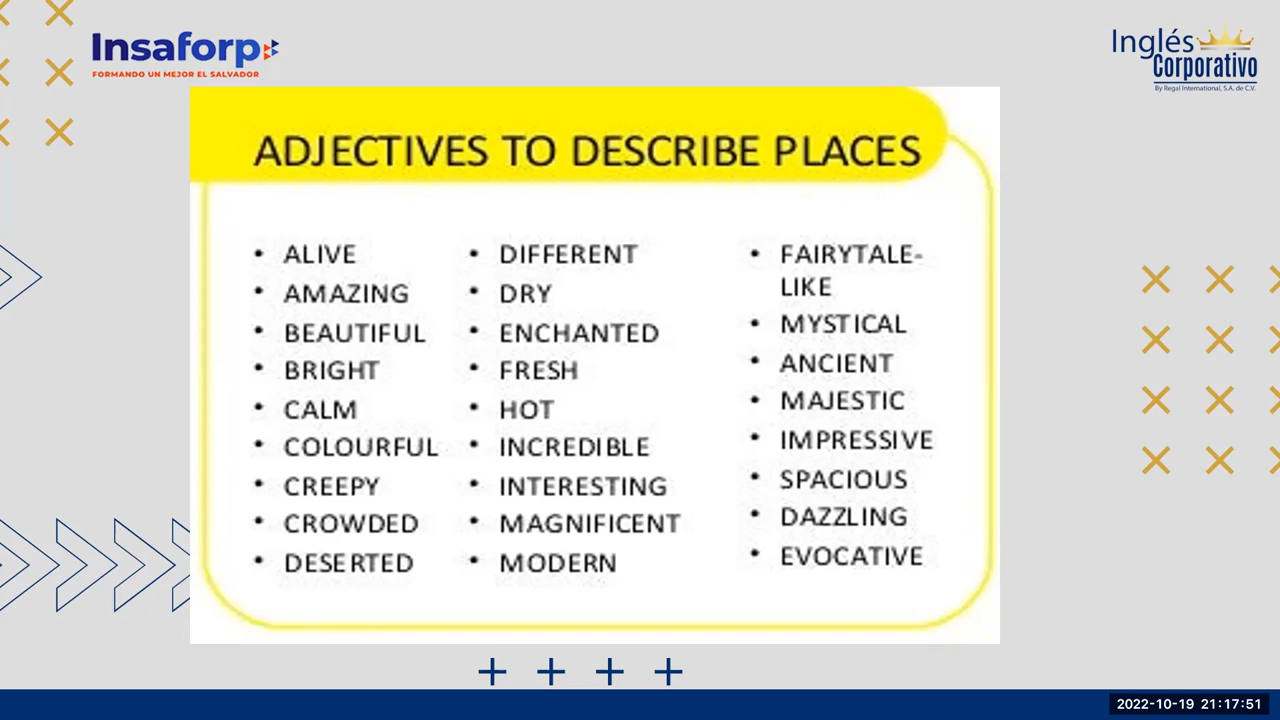 Insaforp
FORMANDO UN MEJOR EL SALVADOR
Inglés
Corporativo
By Regal International, S.A. de C.V.
ADJECTIVES TO DESCRIBE PLACES
• ALIVE
• AMAZING
• BEAUTIFUL
• BRIGHT
• CALM
• COLOURFUL
• CREEPY
• CROWDED
• DESERTED
• DIFFERENT
• DRY
• ENCHANTED
• FRESH
• HOT
• INCREDIBLE
• INTERESTING
• MAGNIFICENT
• MODERN
• FAIRYTALE-
LIKE
• MYSTICAL
• ANCIENT
• MAJESTIC
• IMPRESSIVE
• SPACIOUS
• DAZZLING
• EVOCATIVE
2022-10-19 21:17:51